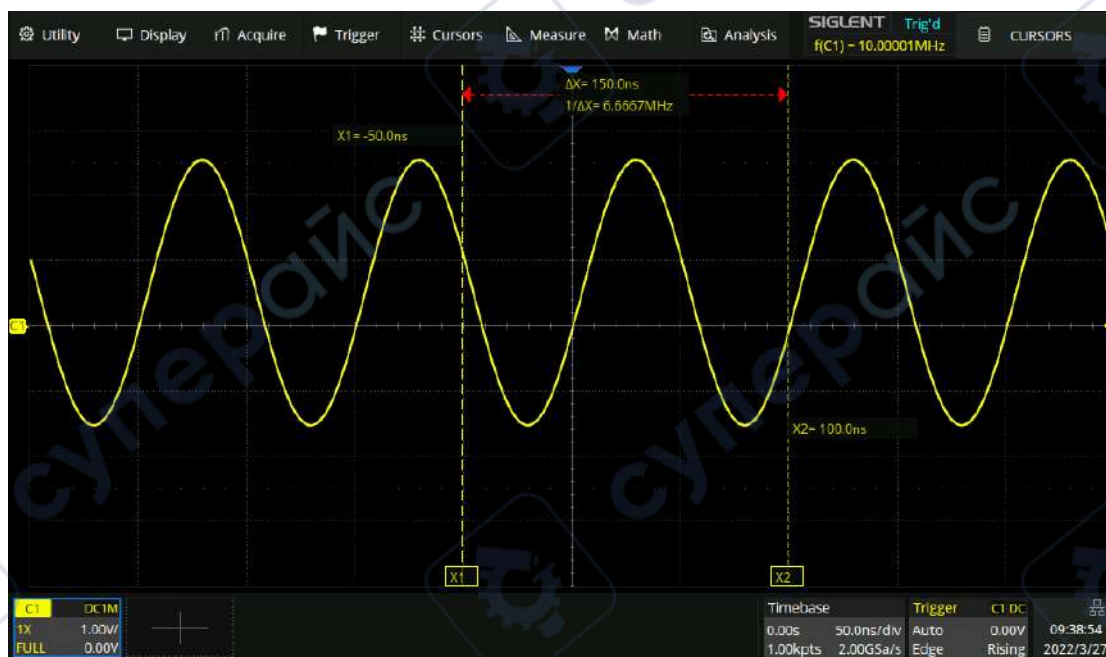 Utility Display Acquire Trigger Cursors Measure Math Analysis
SIGLENT Trig'd
f(C1) = 10.00001MHz
CURSORS
ΔX= 150.0ns
1/ΔX= 6.6667MHz
X1= -50.0ns
C1
X2= 100.0ns
X1 X2
C1 DC1M
1X 1.00V/
FULL 0.00V
Timebase
0.00s 50.0ns/div
1.00kpts 2.00GSa/s
Trigger C1 DC
Auto 0.00V
Edge Rising
09:38:54
2022/3/27
суперайс
суперайс